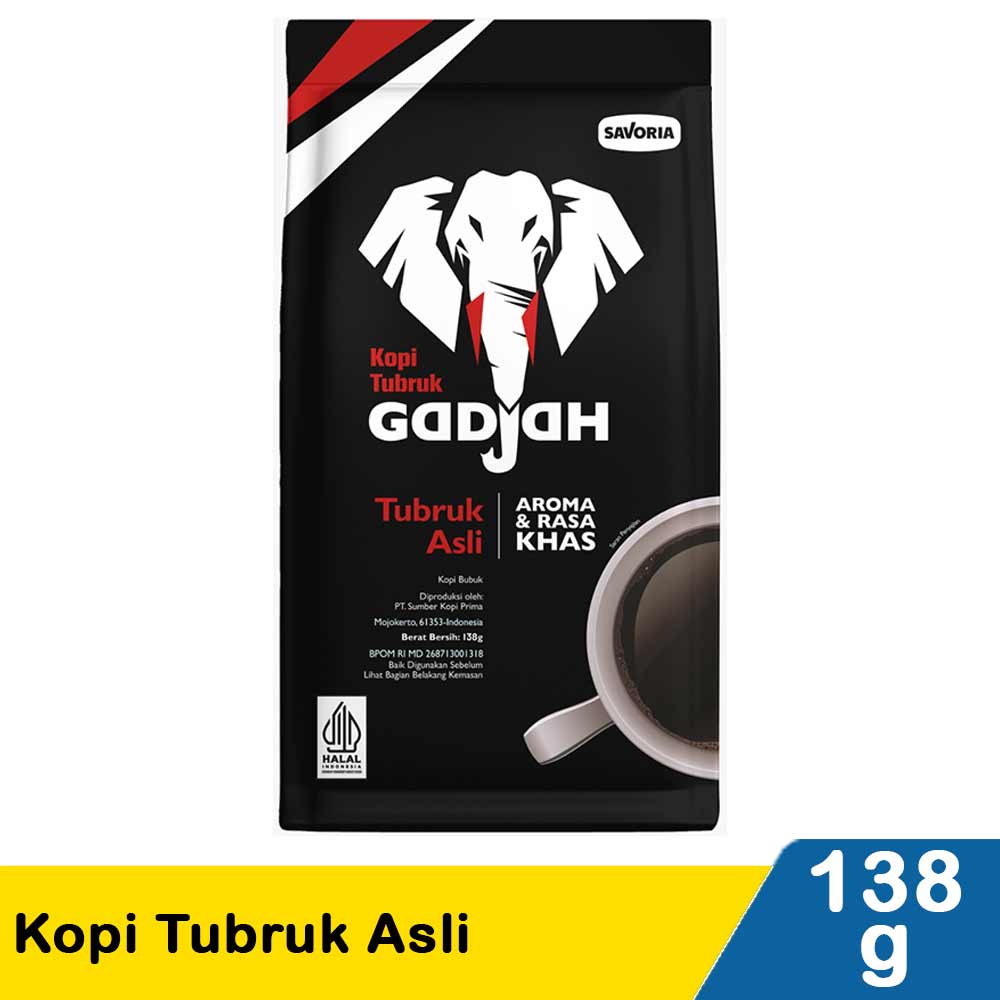 SAVORIA
Kopi
Tubruk
GADJAH
Tubruk
Asli
AROMA
& RASA
KHAS
Saran Penyajian
Kopi Bubuk
Diproduksi oleh:
PT. Sumber Kopi Prima
Mojokerto, 61353-Indonesia
Berat Bersih: 138g
BPOM RI MD 268713001318
Baik Digunakan Sebelum
Lihat Bagian Belakang Kemasan
HALAL
INDONESIA
Kopi Tubruk Asli
138
g